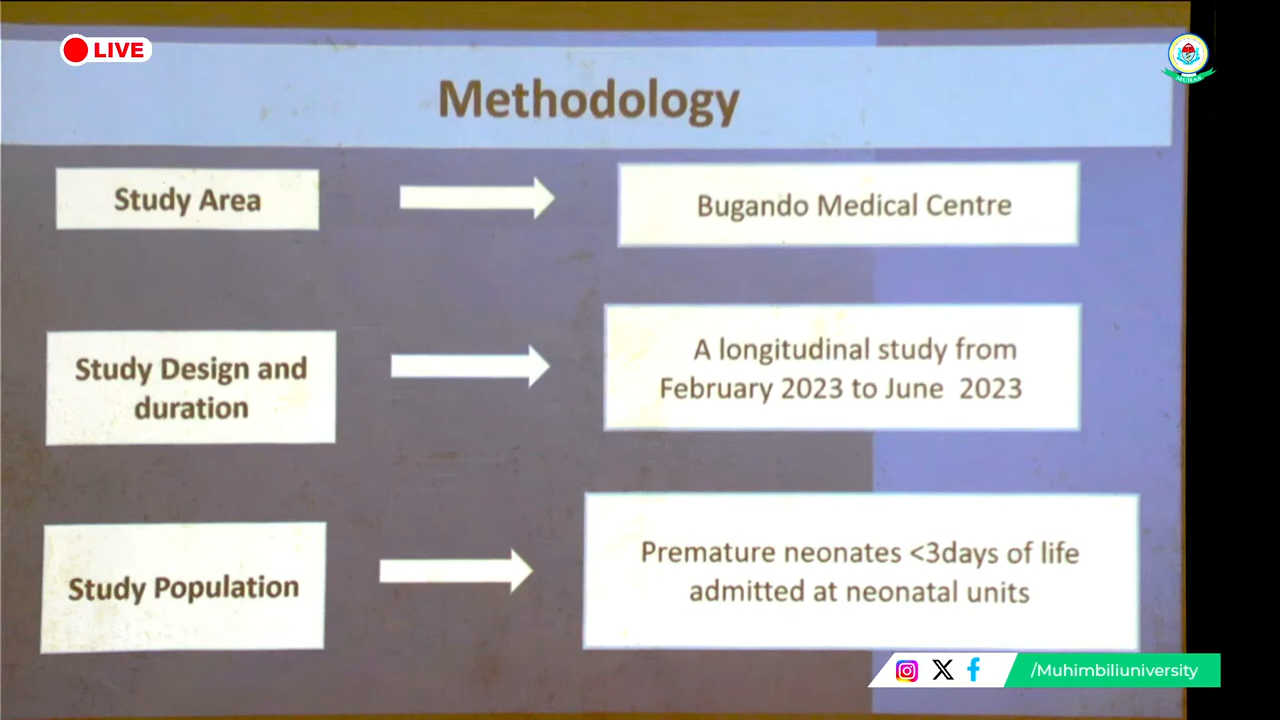 LIVE
MUHAS
Methodology
Study Area
Bugando Medical Centre
Study Design and
duration
A longitudinal study from
February 2023 to June 2023
Study Population
Premature neonates <3days of life
admitted at neonatal units
/Muhimbiliuniversity